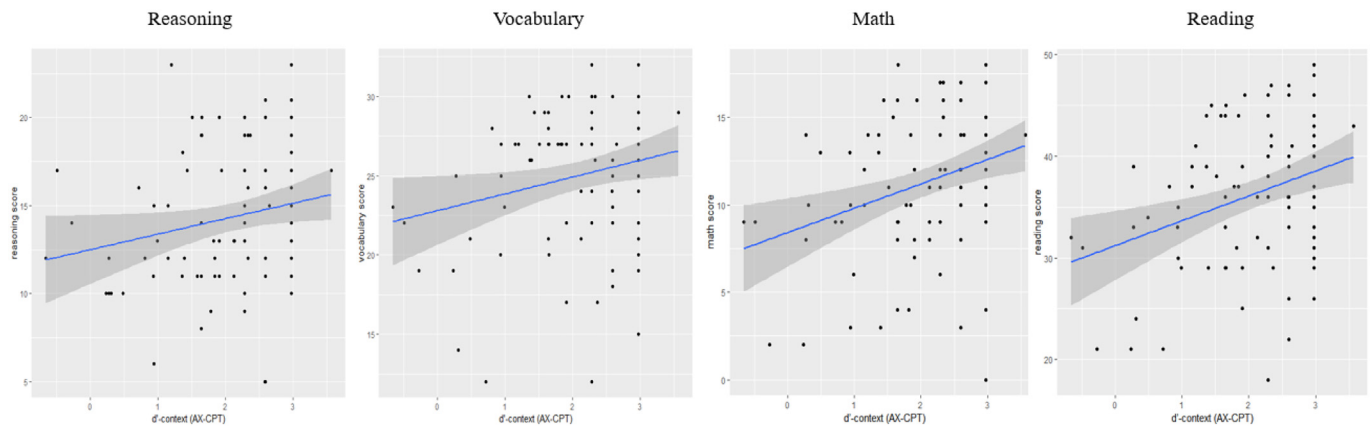 Reasoning
Vocabulary
Math
Reading
reasoning score
20
15
10
5
0
1
2
3
d'-context (AX-CPT)
vocabulary score
30
25
20
15
0
1
2
3
d'-context (AX-CPT)
math score
15
10
5
0
0
1
2
3
d'-context (AX-CPT)
reading score
50
40
30
20
0
1
2
3
d'-context (AX-CPT)